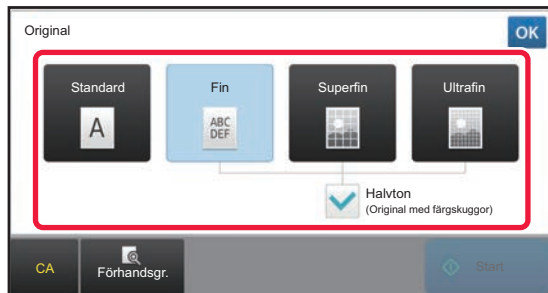 Original
OK
Standard
Fin
Superfin
Ultrafin
A
ABC
DEF
Halvton
(Original med färgskuggor)
CA
Förhandsgr.
Start